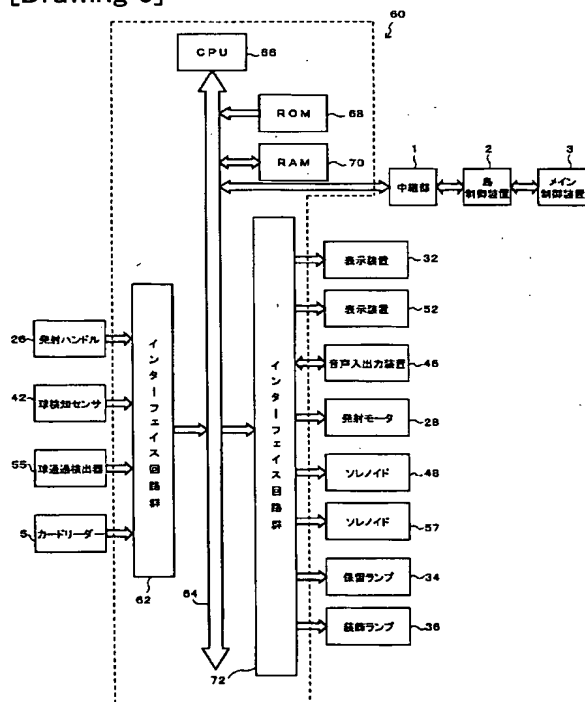 [Drawing 6]
60
CPU
66
ROM
68
RAM
70
1
中継部
2
島
制御装置
3
メイン
制御装置
表示装置
32
表示装置
52
音声入出力装置
46
発射モータ
28
ソレノイド
48
ソレノイド
57
保留ランプ
34
装飾ランプ
36
26
発射ハンドル
42
球検知センサ
55
球通過検出器
5
カードリーダー
インターフェイス回路群
62
64
インターフェイス回路群
72